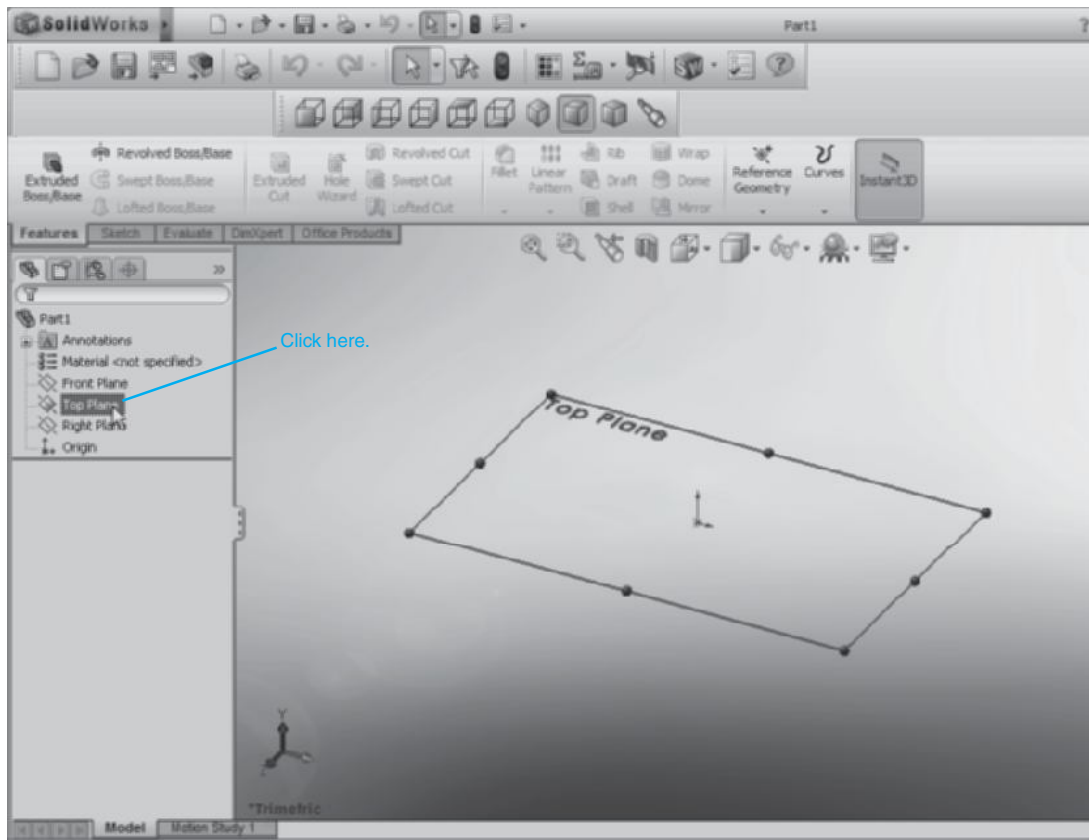 SolidWorks
Part1
?
Revolved Boss/Base
Revolved Cut
Rib
Wrap
Extruded Boss/Base
Swept Boss/Base
Extruded Cut
Hole Wizard
Swept Cut
Fillet
Linear Pattern
Draft
Dome
Reference Geometry
Curves
Instant3D
Lofted Boss/Base
Lofted Cut
Shell
Mirror
Features
Sketch
Evaluate
DimXpert
Office Products
Part1
Annotations
Click here.
Material <not specified>
Front Plane
Top Plane
Right Plane
Origin
Top Plane
Y
*Trimetric
Model
Motion Study 1